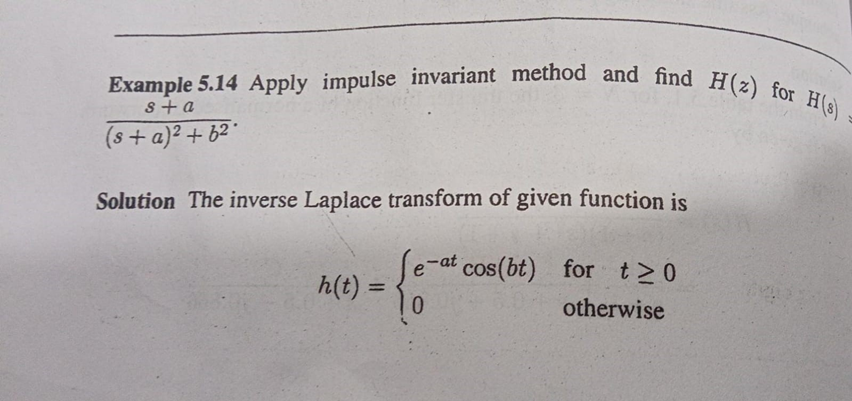 Example 5.14 Apply impulse invariant method and find H(z) for H(s) =
s + a
(s + a)² + b² .
Solution The inverse Laplace transform of given function is
h(t) = { e^{-at} cos(bt) for t ≥ 0
0 otherwise